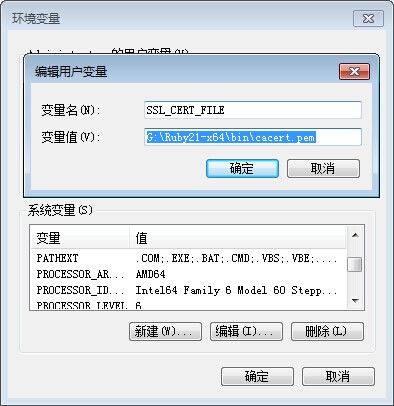 环境变量
的用户变量(U)
编辑用户变量
变量名(N):
SSL_CERT_FILE
变量值(V):
G:\Ruby21-x64\bin\cacert.pem
确定
取消
系统变量(S)
变量 值
PATHEXT .COM;.EXE;.BAT;.CMD;.VBS;.VBE;....
PROCESSOR_AR... AMD64
PROCESSOR_ID... Intel64 Family 6 Model 60 Stepp...
PROCESSOR_LEVEL 6
新建(W)... 编辑(I)... 删除(L)
确定 取消